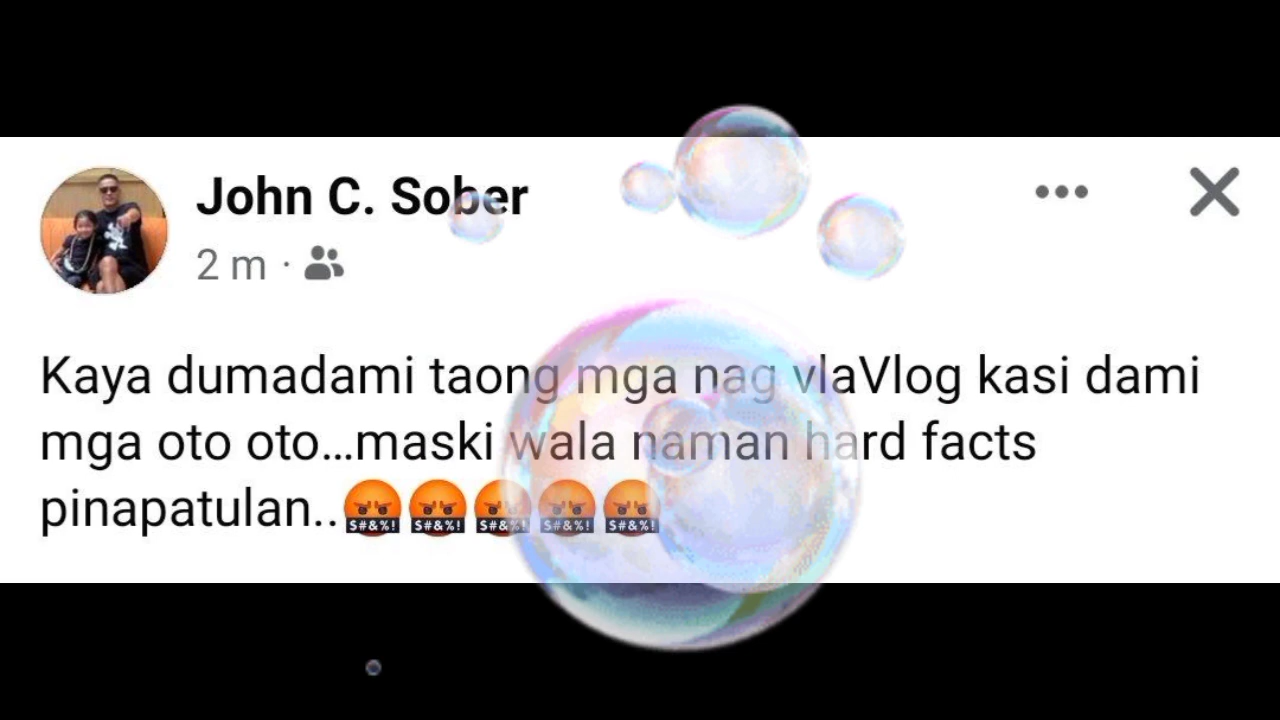 John C. Sober
2 m ·
Kaya dumadami taong mga nag vlaVlog kasi dami
mga oto oto...maski wala naman hard facts
pinapatulan..🤬🤬🤬🤬🤬